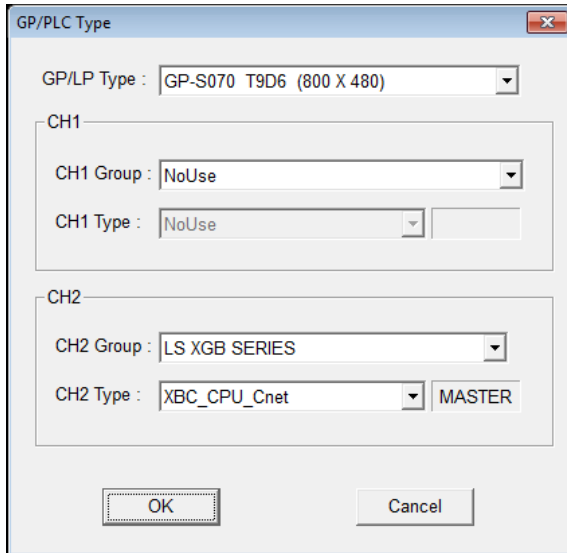 GP/PLC Type
GP/LP Type : GP-S070 T9D6 (800 X 480)
CH1
CH1 Group : NoUse
CH1 Type : NoUse
CH2
CH2 Group : LS XGB SERIES
CH2 Type : XBC_CPU_Cnet MASTER
OK Cancel